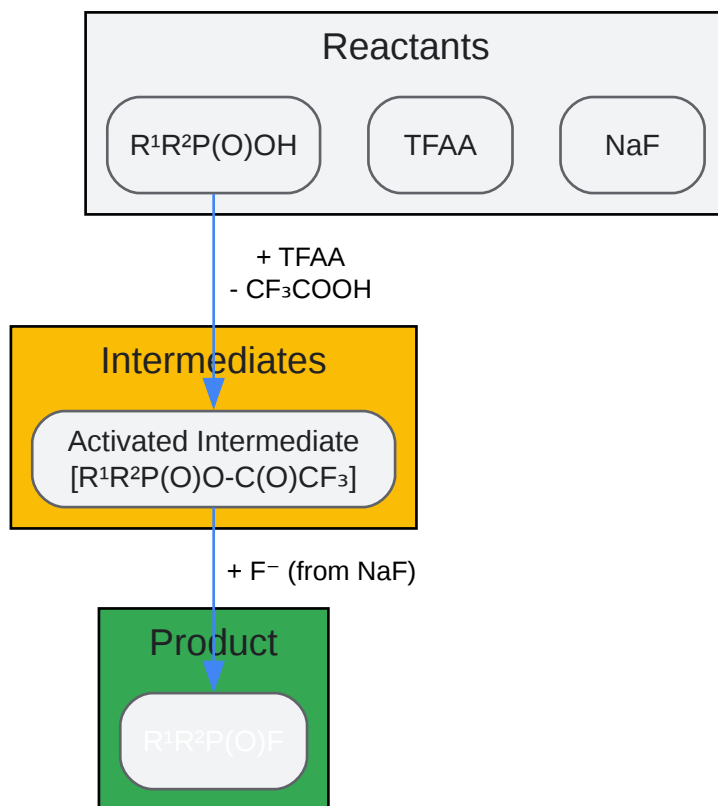 Reactants
R¹R²P(O)OH
TFAA
NaF
+ TFAA
- CF₃COOH
Intermediates
Activated Intermediate
[R¹R²P(O)O-C(O)CF₃]
+ F⁻ (from NaF)
Product
R¹R²P(O)F